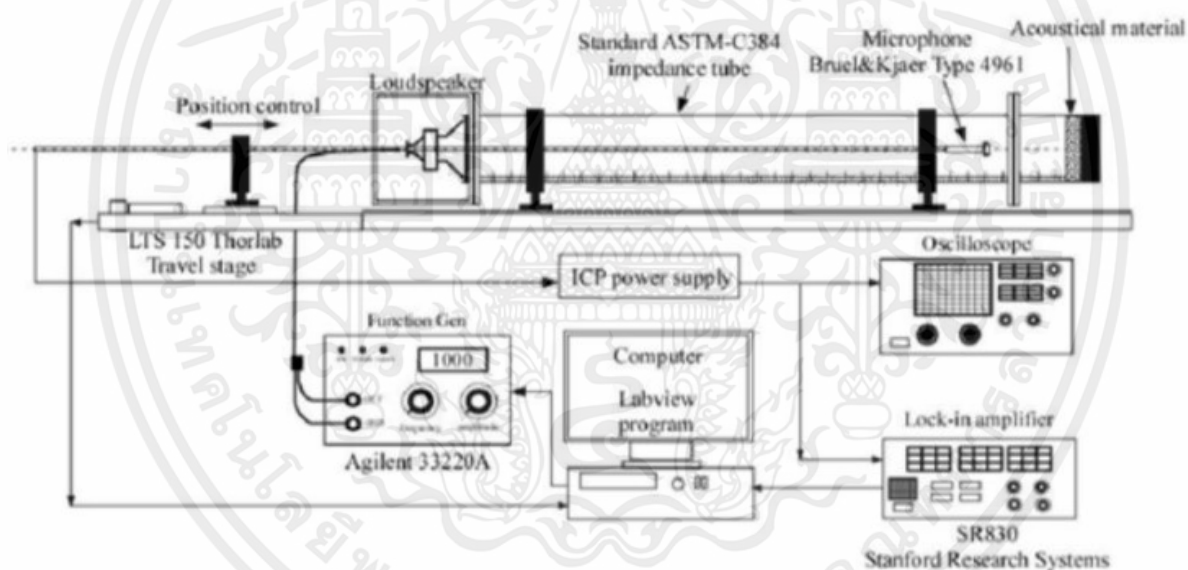 Acoustical material
Standard ASTM-C384
impedance tube
Microphone
Bruel&Kjaer Type 4961
Loudspeaker
Position control
LTS 150 Thorlab
Travel stage
ICP power supply
Oscilloscope
Function Gen
1000
Computer
Labview
program
Agilent 33220A
Lock-in amplifier
SR830
Stanford Research Systems